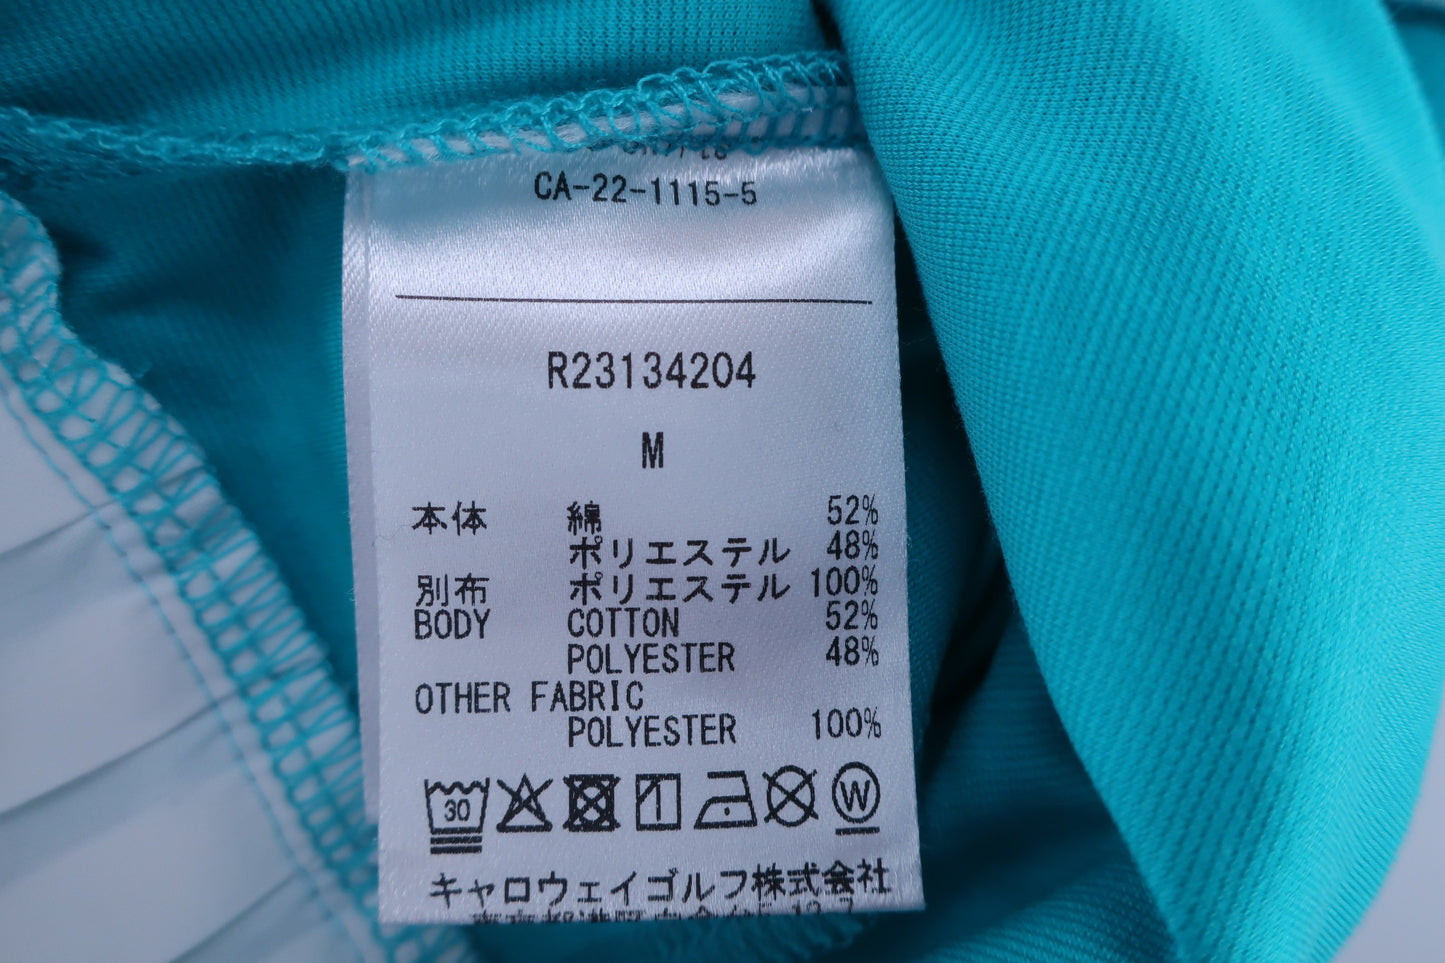 CA-22-1115-5
R23134204
M
本体 綿 52%
ポリエステル 48%
別布 ポリエステル 100%
BODY COTTON 52%
POLYESTER 48%
OTHER FABRIC
POLYESTER 100%
30
W
キャロウェイゴルフ株式会社